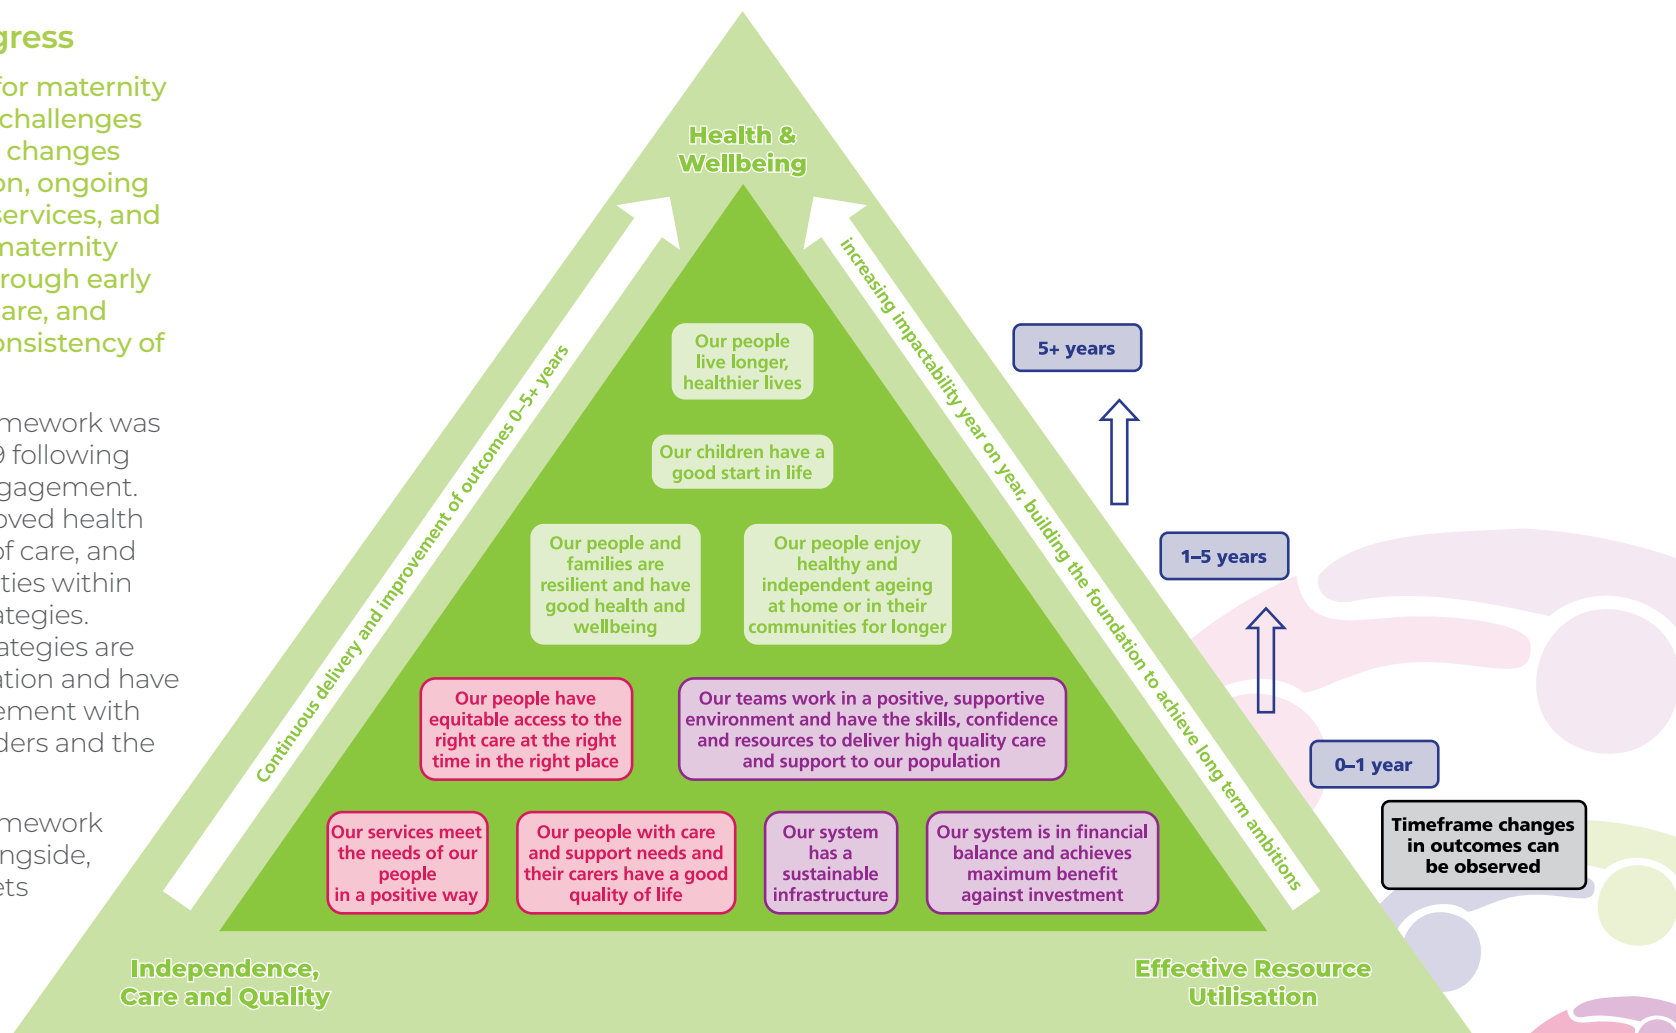 gress
for maternity
challenges
changes
on, ongoing
services, and
maternity
rough early
are, and
onsistency of
mework was
9 following
gagement.
oved health
of care, and
ties within
ategies.
ategies are
ation and have
ement with
ders and the
mework
ngside,
ets
Health &
Wellbeing
Continuous delivery and improvement of outcomes 0–5+ years
increasing impactability year on year, building the foundation to achieve long term ambitions
Our people
live longer,
healthier lives
Our children have a
good start in life
Our people and
families are
resilient and have
good health and
wellbeing
Our people enjoy
healthy and
independent ageing
at home or in their
communities for longer
Our people have
equitable access to the
right care at the right
time in the right place
Our teams work in a positive, supportive
environment and have the skills, confidence
and resources to deliver high quality care
and support to our population
Our services meet
the needs of our
people
in a positive way
Our people with care
and support needs and
their carers have a good
quality of life
Our system
has a
sustainable
infrastructure
Our system is in financial
balance and achieves
maximum benefit
against investment
Independence,
Care and Quality
Effective Resource
Utilisation
5+ years
1–5 years
0–1 year
Timeframe changes
in outcomes can
be observed